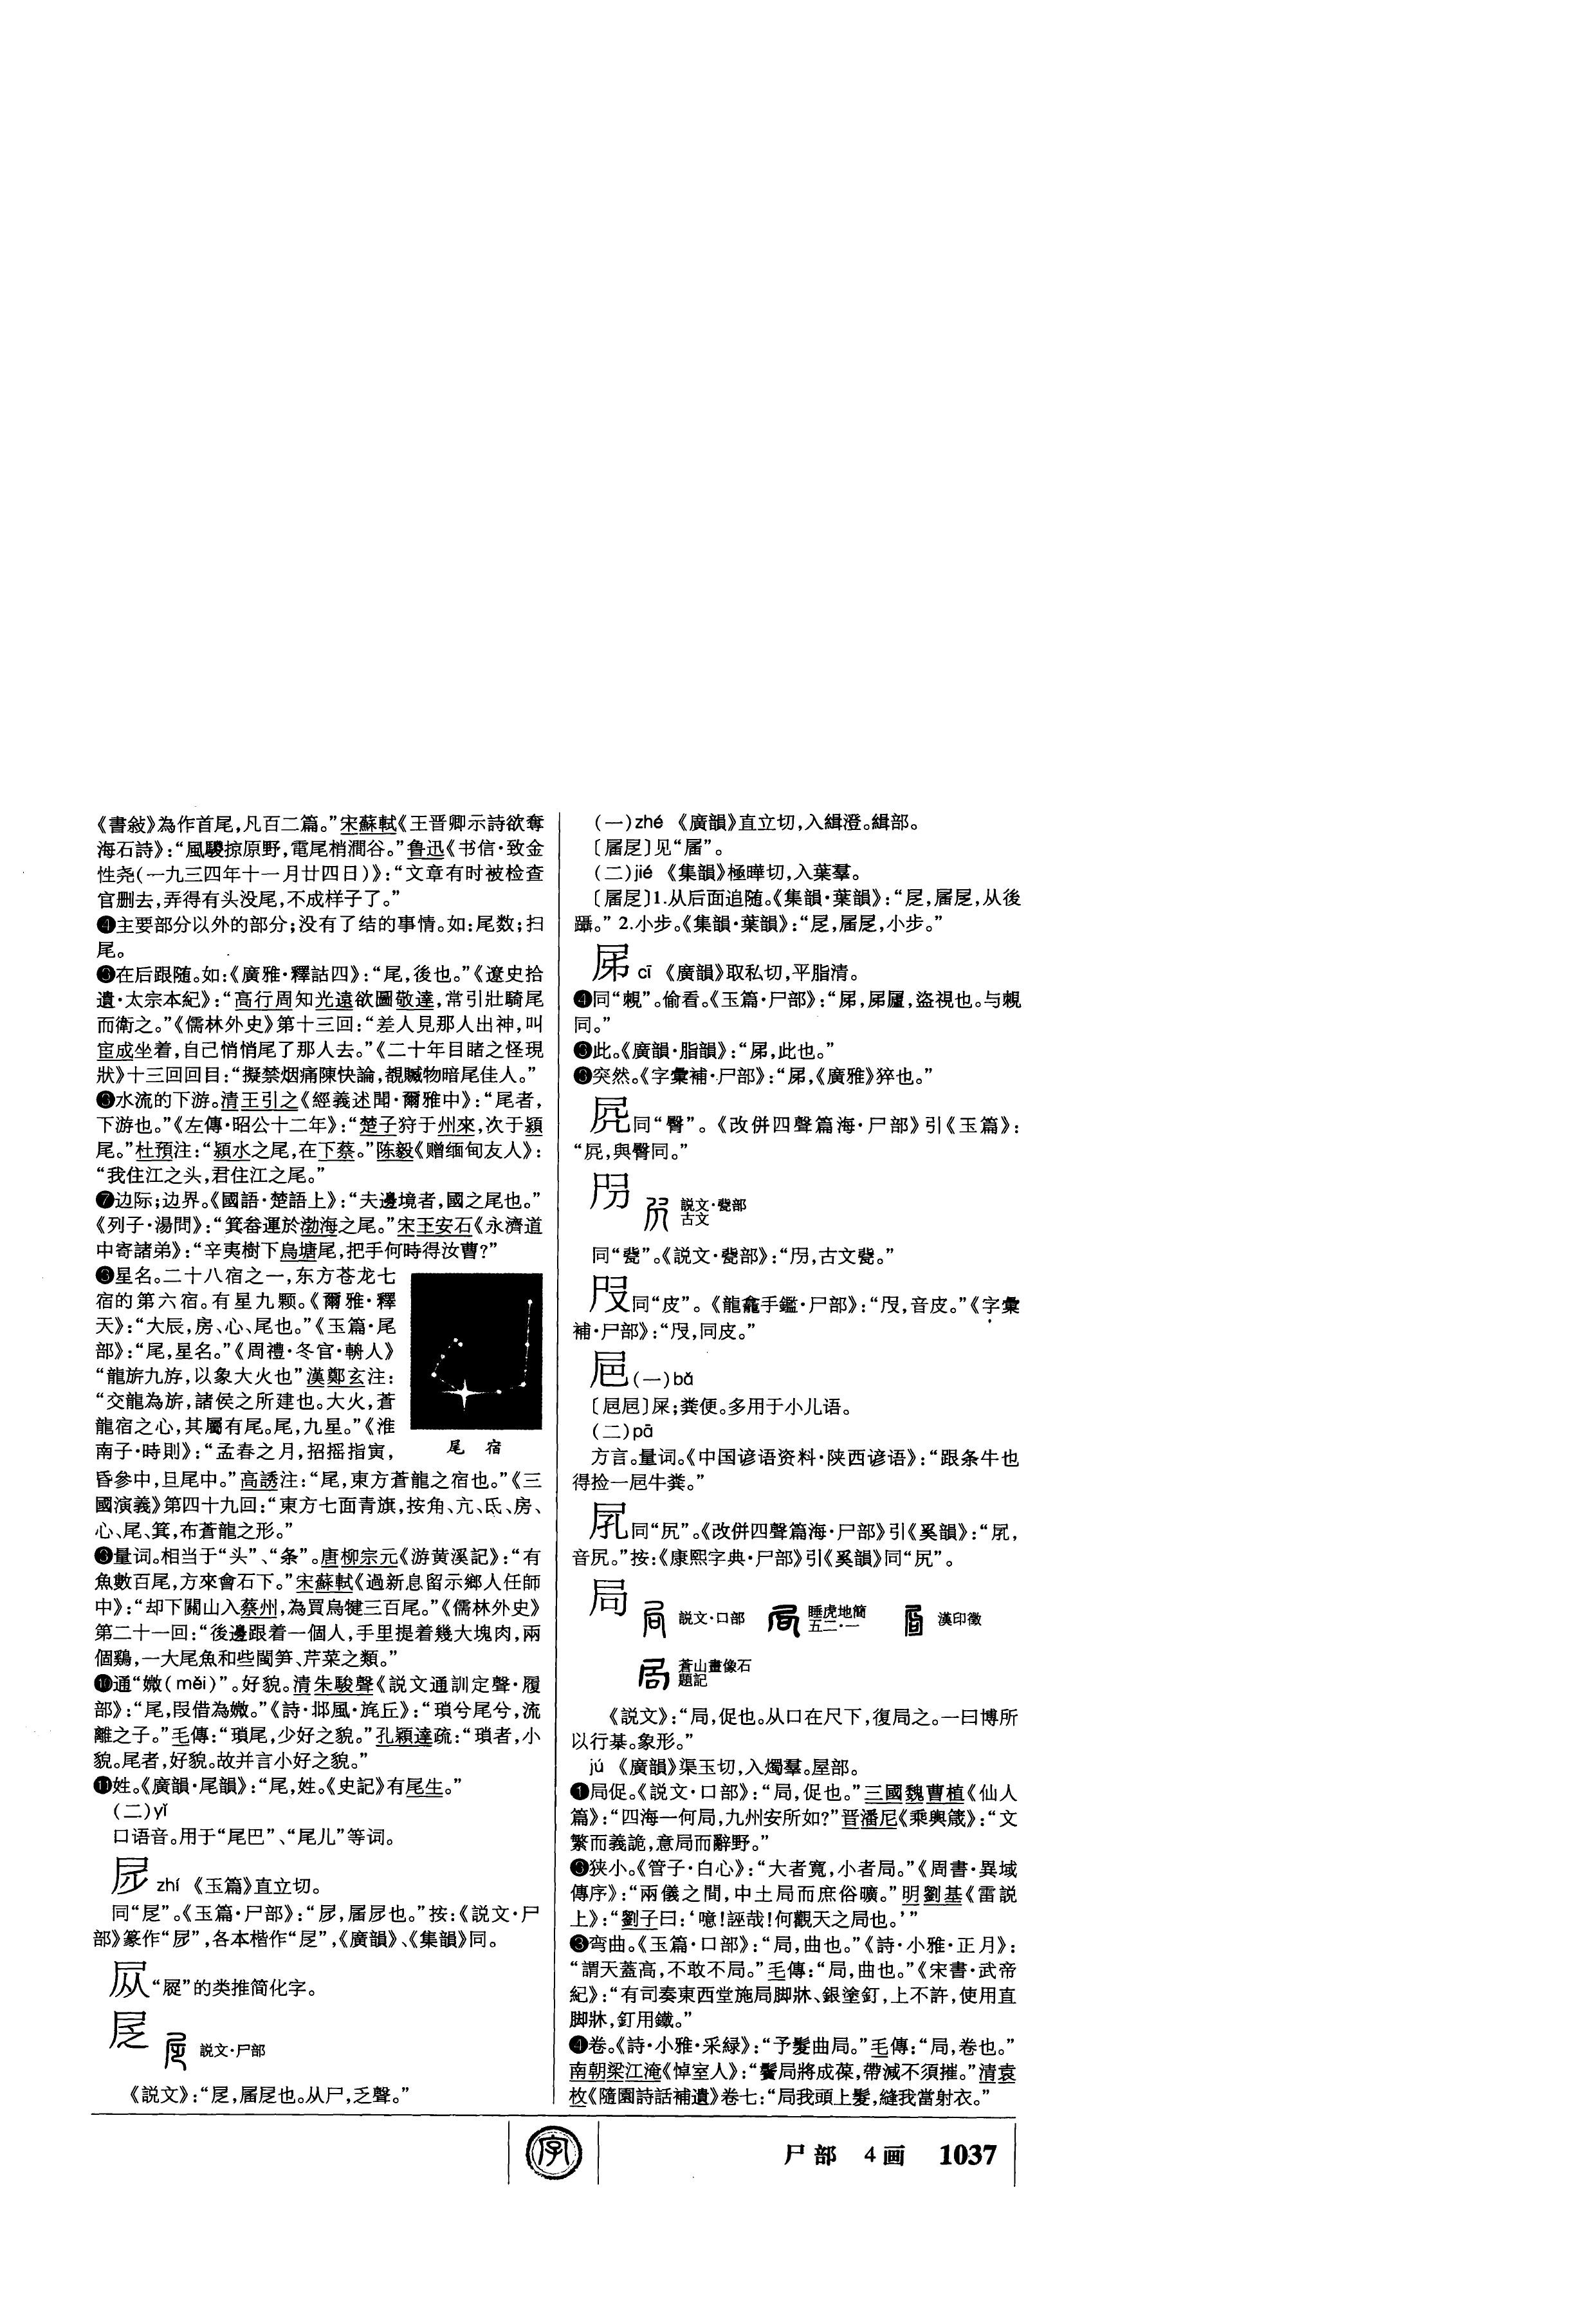 《書敍》為作首尾，凡百二篇。”宋蘇軾《王晋卿示詩欲奪
海石詩》：“風騣掠原野，電尾梢澗谷。”鲁迅《书信·致金
性尧(一九三四年十一月廿四日)》：“文章有时被检查
官删去，弄得有头没尾，不成样子了。”
❹主要部分以外的部分；没有了结的事情。如：尾数；扫
尾。
在后跟随。如：《廣雅·釋詁四》：“尾，後也。”《遼史拾
遺·太宗本紀》：“高行周知光遠欲圖敬達，常引壯騎尾
而衛之。”《儒林外史》第十三回：“差人見那人出神，叫
宦成坐着，自己悄悄尾了那人去。”《二十年目睹之怪現
狀》十三回回目：“擬禁烟痛陳快論，覩贓物暗尾佳人。”
水流的下游。清王引之《經義述聞·爾雅中》：“尾者，
下游也。”《左傳·昭公十二年》：“楚子狩于州來，次于潁
尾。”杜預注：“潁水之尾，在下蔡。”陈毅《赠缅甸友人》：
“我住江之头，君住江之尾。”
❼边际；边界。《國語·楚語上》：“夫邊境者，國之尾也。”
《列子·湯問》：“箕畚運於渤海之尾。”宋王安石《永濟道
中寄諸弟》：“辛夷樹下烏塘尾，把手何時得汝曹？”
星名。二十八宿之一，东方苍龙七
宿的第六宿。有星九颗。《爾雅·釋
天》：“大辰，房、心、尾也。”《玉篇·尾
部》：“尾，星名。”《周禮·冬官·輈人》
“龍旂九斿，以象大火也”漢鄭玄注：
“交龍為旂，諸侯之所建也。大火，蒼
龍宿之心，其屬有尾。尾，九星。”《淮
南子·時則》：“孟春之月，招摇指寅，
尾 宿
昏參中，旦尾中。”高誘注：“尾，東方蒼龍之宿也。”《三
國演義》第四十九回：“東方七面青旗，按角、亢、氐、房、
心、尾、箕，布蒼龍之形。”
量词。相当于“头”、“条”。唐柳宗元《游黄溪記》：“有
魚數百尾，方來會石下。”宋蘇軾《過新息留示鄉人任師
中》：“却下關山入蔡州，為買烏犍三百尾。”《儒林外史》
第二十一回：“後邊跟着一個人，手里提着幾大塊肉，兩
個鷄，一大尾魚和些閩笋、芹菜之類。”
❿通“媺(měi)”。好貌。清朱駿聲《説文通訓定聲·履
部》：“尾，叚借為媺。”《詩·邶風·旄丘》：“瑣兮尾兮，流
離之子。”毛傳：“瑣尾，少好之貌。”孔穎達疏：“瑣者，小
貌。尾者，好貌。故并言小好之貌。”
⓫姓。《廣韻·尾韻》：“尾，姓。《史記》有尾生。”
(二)yǐ
口语音。用于“尾巴”、“尾儿”等词。
zhí 《玉篇》直立切。
同“㞏”。《玉篇·尸部》：“，届也。”按：《説文·尸
部》篆作“”，各本楷作“㞏”，《廣韻》、《集韻》同。
“㞞”的类推简化字。
㞏 説文·尸部
《説文》：“㞏，届㞏也。从尸，乏聲。”
(一)zhé 《廣韻》直立切，入緝澄。緝部。
〔届㞏〕见“届”。
(二)jié 《集韻》極曄切，入葉羣。
〔届㞏〕1.从后面追随。《集韻·葉韻》：“㞏，届㞏，从後
躡。” 2.小步。《集韻·葉韻》：“㞏，届㞏，小步。”
㞖 cī 《廣韻》取私切，平脂清。
同“覥”。偷看。《玉篇·尸部》：“㞖，㞖，盜視也。与同
同。”
此。《廣韻·脂韻》：“㞖，此也。”
突然。《字彙補·尸部》：“㞖，《廣雅》猝也。”
同“臀”。《改併四聲篇海·尸部》引《玉篇》：
“，與臀同。”
説文·㼱部
古文
同“㼱”。《説文·㼱部》：“，古文㼱。”
同“皮”。《龍龕手鑑·尸部》：“，音皮。”《字彙
補·尸部》：“，同皮。”
㞎(一)bǎ
〔㞎㞎〕屎；粪便。多用于小儿语。
(二)pā
方言。量词。《中国谚语资料·陕西谚语》：“跟条牛也
得捡一㞎牛粪。”
同“尻”。《改併四聲篇海·尸部》引《奚韻》：“，
音尻。”按：《康熙字典·尸部》引《奚韻》同“尻”。
局 説文·口部 睡虎地簡
五二·一 漢印徵
蒼山畫像石
題記
《説文》：“局，促也。从口在尺下，復局之。一曰博所
以行棊。象形。”
jú 《廣韻》渠玉切，入燭羣。屋部。
❶局促。《説文·口部》：“局，促也。”三國魏曹植《仙人
篇》：“四海一何局，九州安所如？”晋潘尼《乘輿箴》：“文
繁而義詭，意局而辭野。”
狭小。《管子·白心》：“大者寬，小者局。”《周書·異域
傳序》：“兩儀之間，中土局而庶俗曠。”明劉基《雷説
上》：“劉子曰：‘噫！誣哉！何觀天之局也。’”
❸弯曲。《玉篇·口部》：“局，曲也。”《詩·小雅·正月》：
“謂天蓋高，不敢不局。”毛傳：“局，曲也。”《宋書·武帝
紀》：“有司奏東西堂施局脚牀、銀塗釘，上不許，使用直
脚牀，釘用鐵。”
❹卷。《詩·小雅·采緑》：“予髮曲局。”毛傳：“局，卷也。”
南朝梁江淹《悼室人》：“鬢局將成葆，帶減不須摧。”清袁
枚《隨園詩話補遺》卷七：“局我頭上髮，縫我當射衣。”
字
尸部 4画 1037